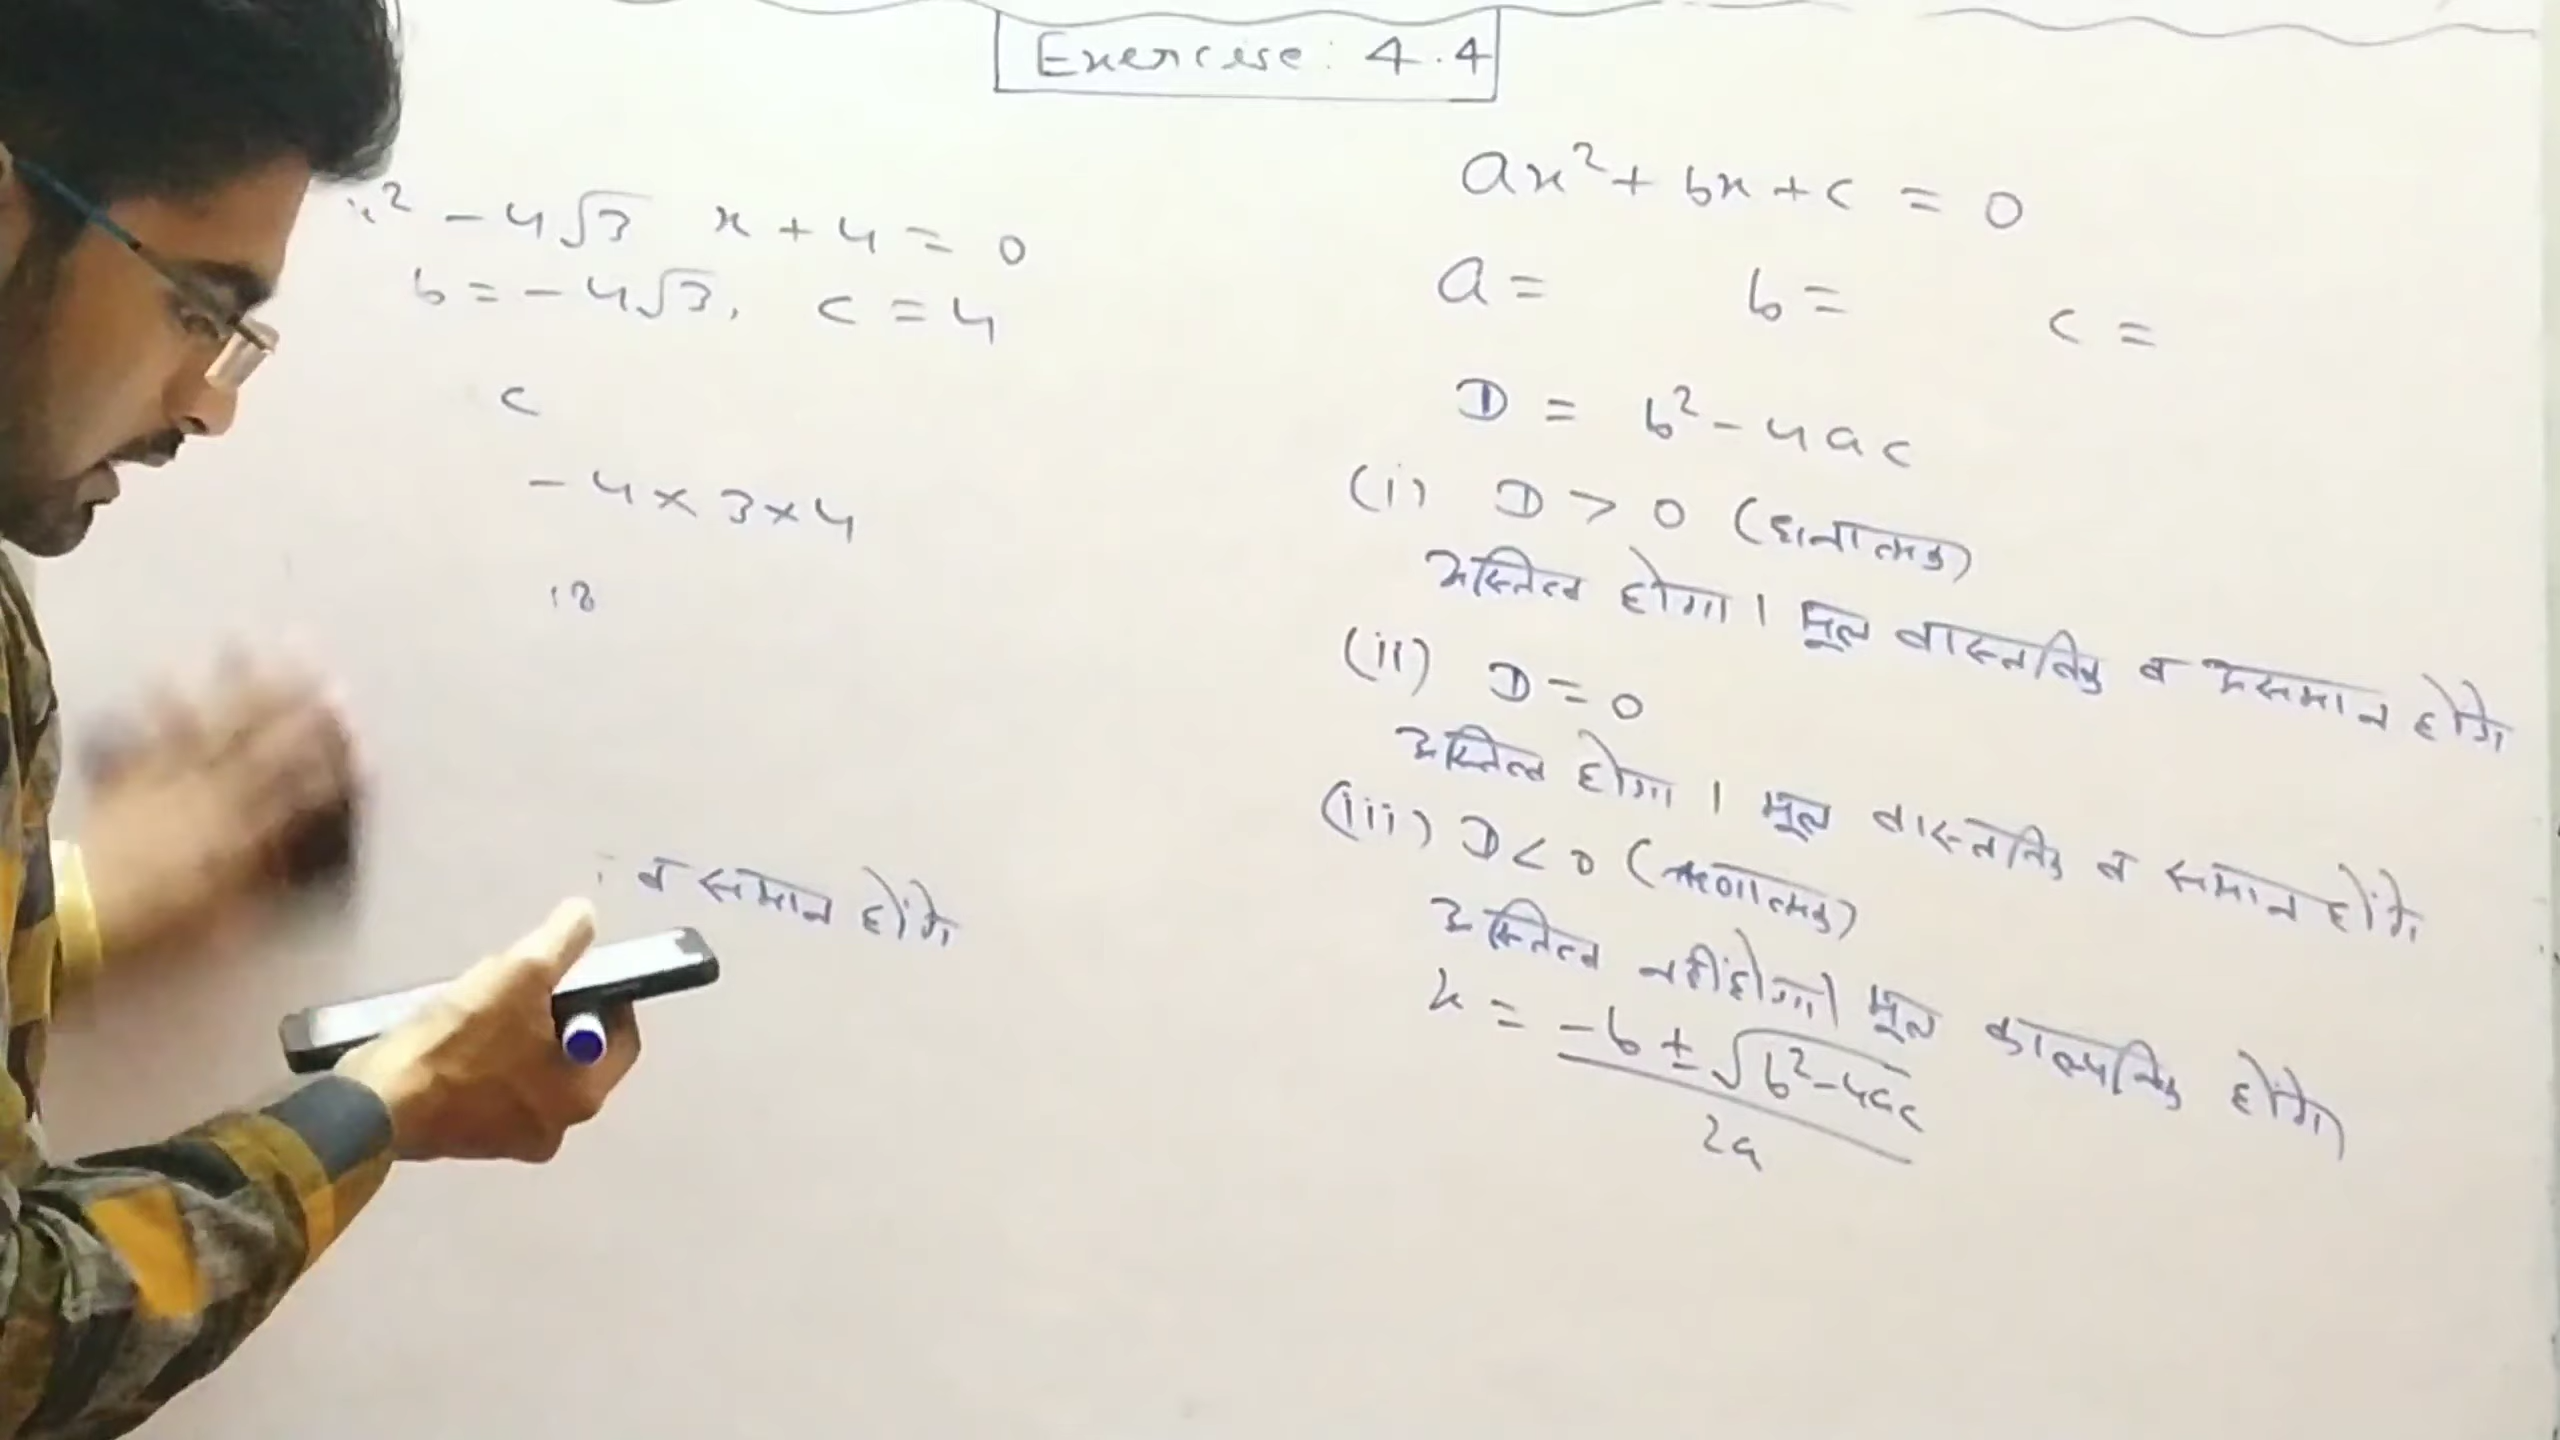 Exercise: 4.4
x² - 4√3 x + 4 = 0
b = - 4√3, c = 4
c
- 4 × 3 × 4
व समान होंगे
ax² + bx + c = 0
a = b = c =
D = b² - 4ac
(i) D > 0 (धनात्मक)
अस्तित्व होगा। मूल वास्तविक व असमान होंगे
(ii) D = 0
अस्तित्व होगा। मूल वास्तविक व समान होंगे
(iii) D < 0 (ऋणात्मक)
अस्तित्व नहीं होगा। मूल काल्पनिक होंगे
x = -b ± √b² - 4ac
2a